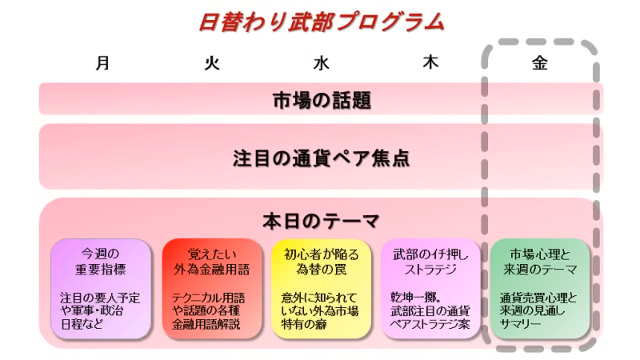 日替わり武部プログラム
月 火 水 木 金
市場の話題
注目の通貨ペア焦点
本日のテーマ
今週の
重要指標
注目の要人予定
や軍事・政治
日程など
覚えたい
外為金融用語
テクニカル用語
や話題の各種
金融用語解説
初心者が陥る
為替の罠
意外に知られて
いない外為市場
特有の癖
武部のイチ押し
ストラテジ
乾坤一擲。
武部注目の通貨
ペアストラテジ案
市場心理と
来週のテーマ
通貨売買心理と
来週の見通し
サマリー